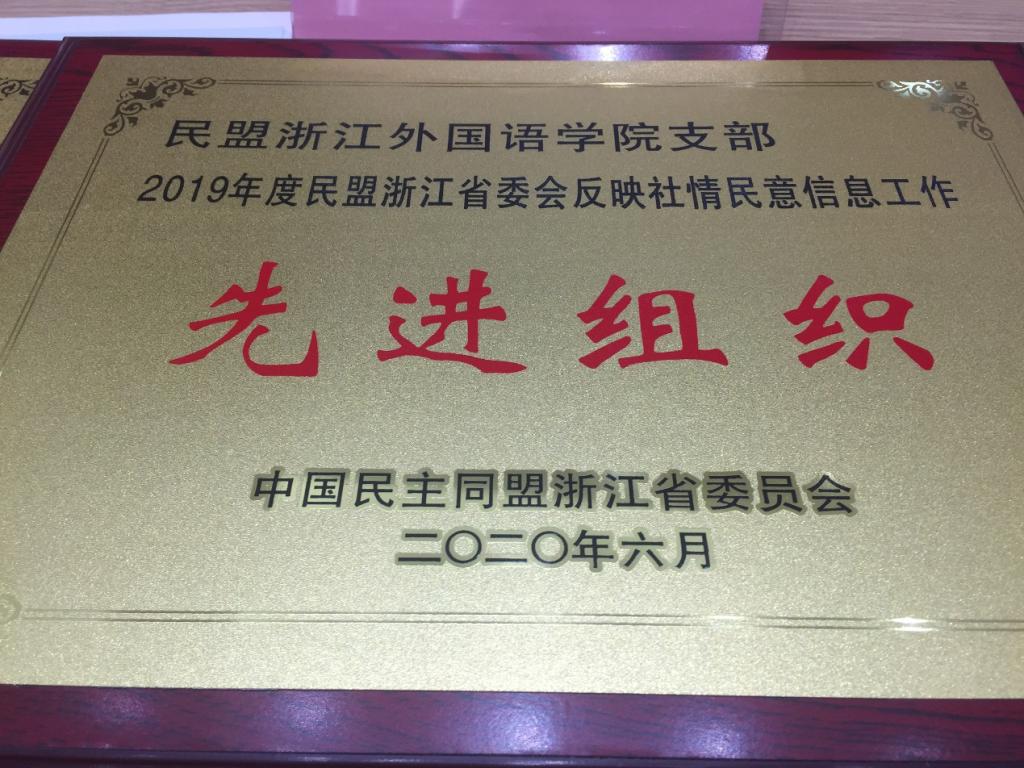 民盟浙江外国语学院支部
2019年度民盟浙江省委会反映社情民意信息工作
先进组织
中国民主同盟浙江省委员会
二〇二〇年六月